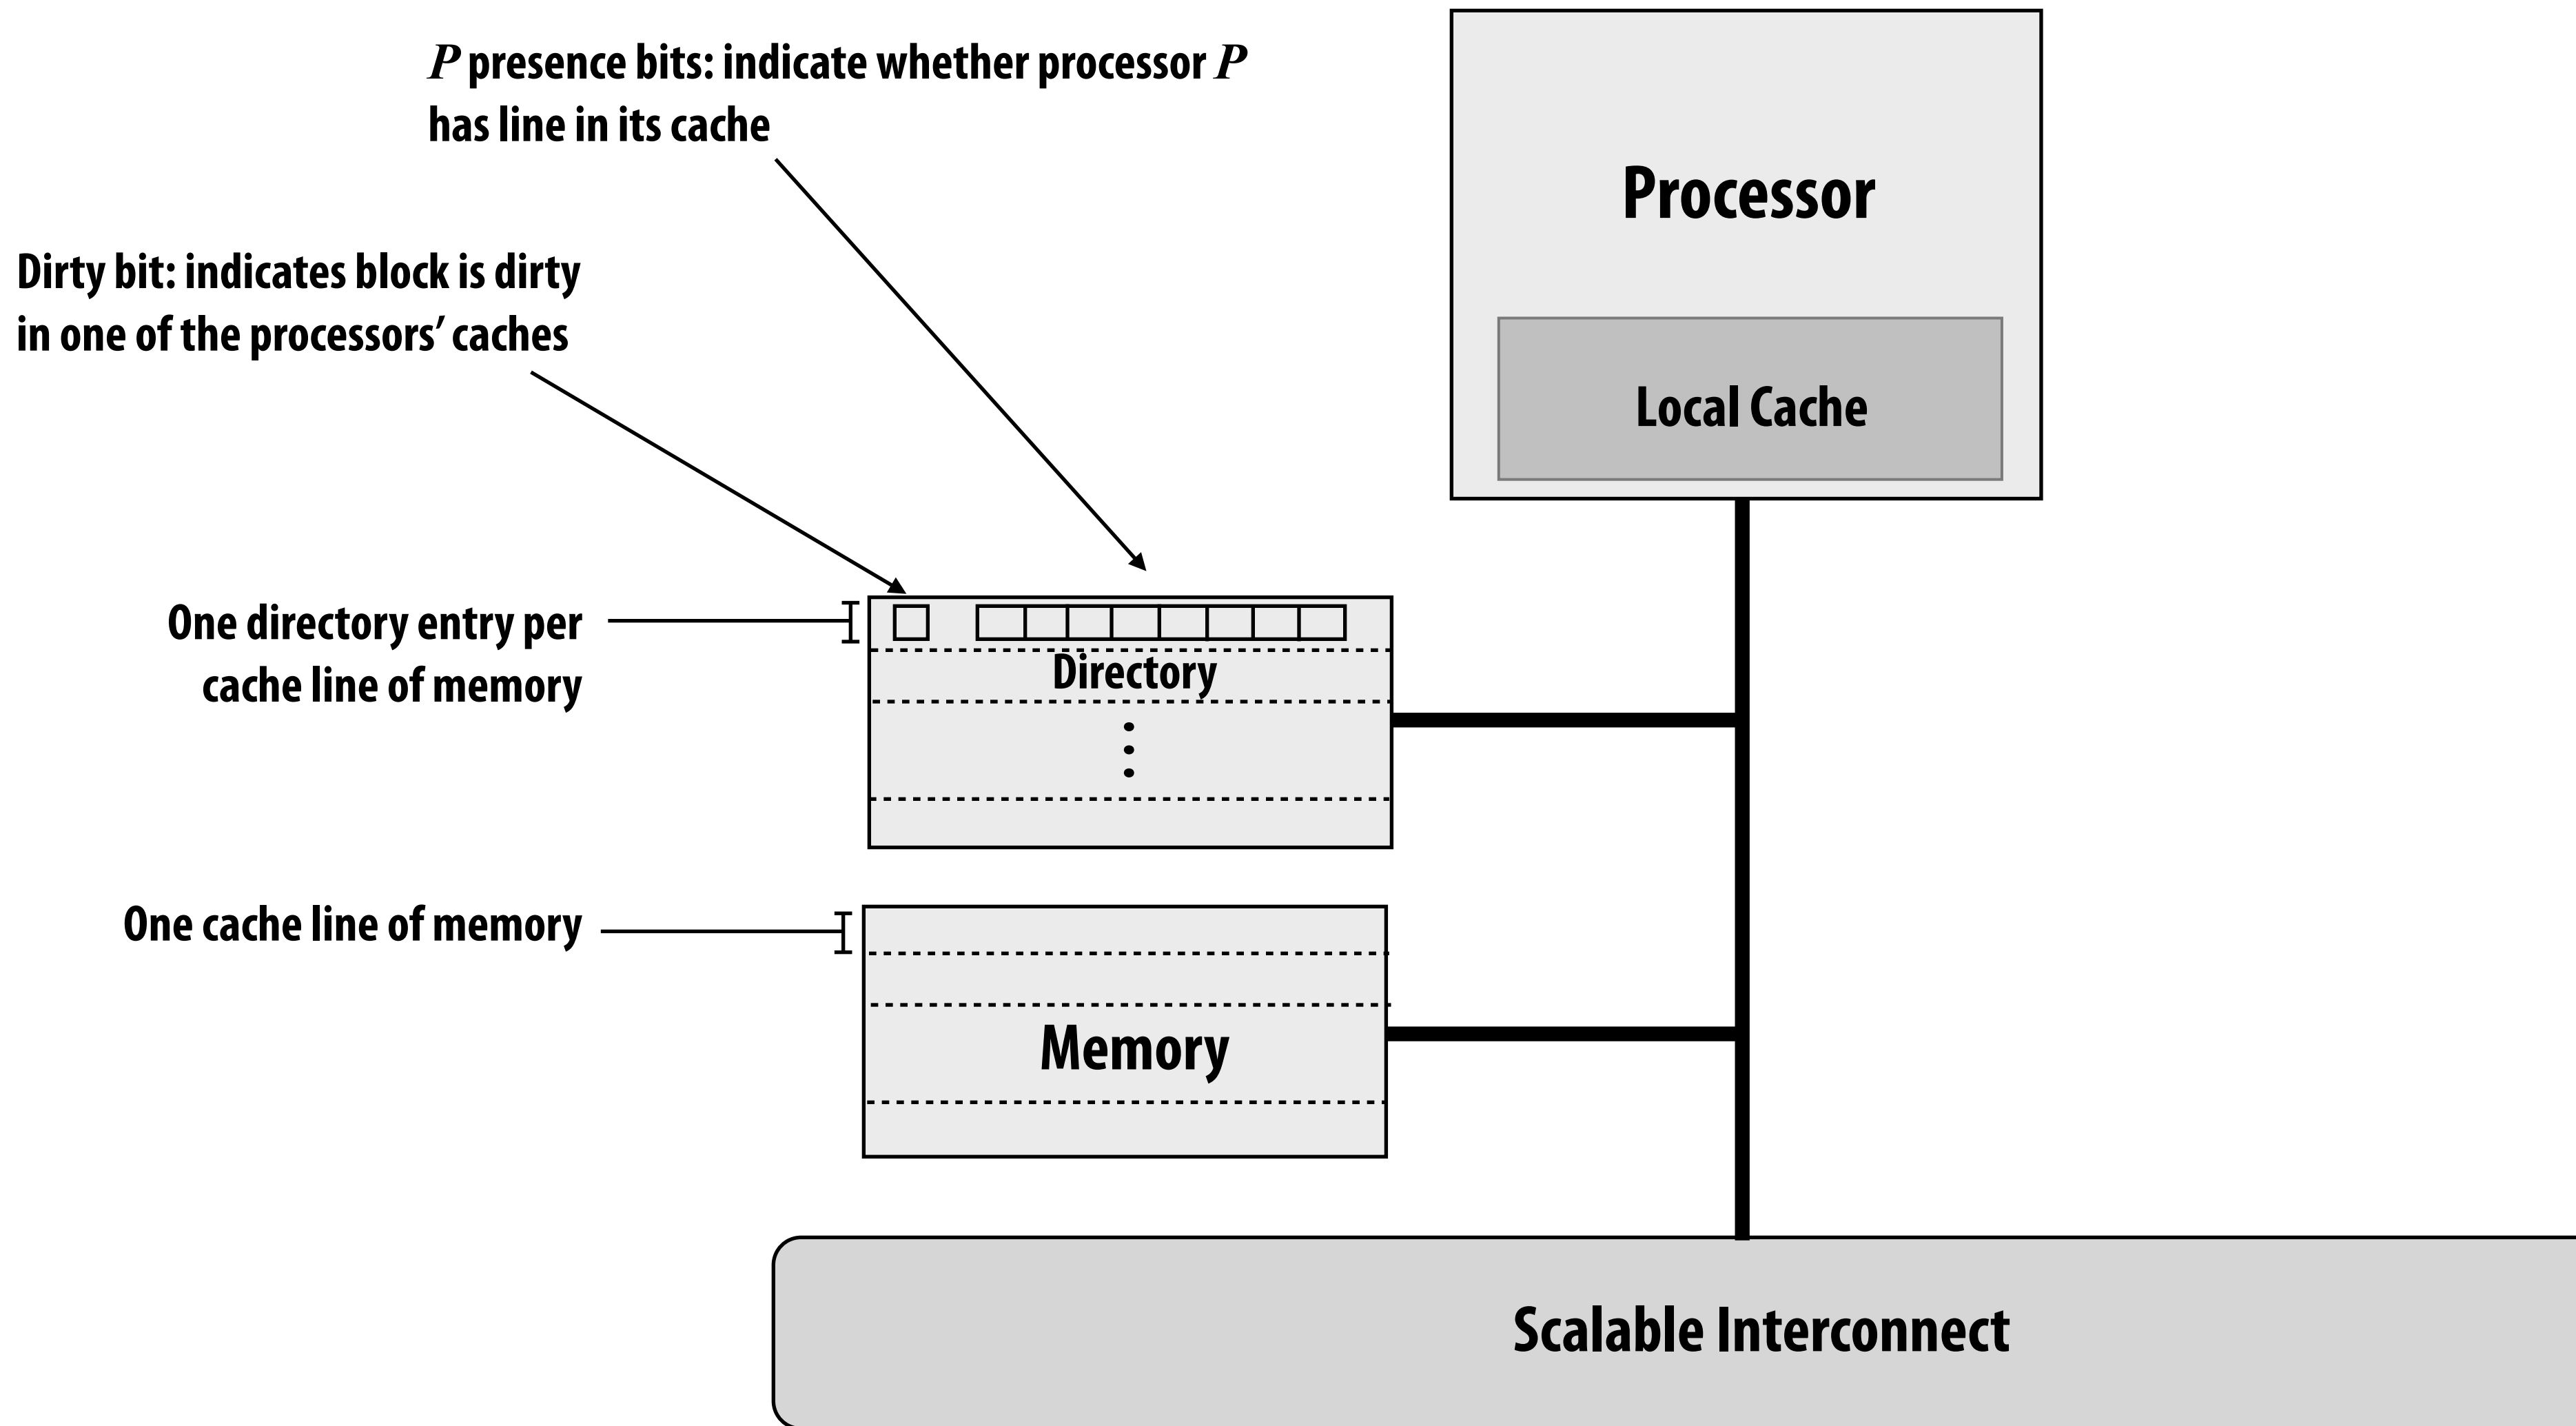 P presence bits: indicate whether processor P
has line in its cache
Processor
Dirty bit: indicates block is dirty
in one of the processors’ caches
Local Cache
One directory entry per
cache line of memory
Directory
One cache line of memory
Memory
Scalable Interconnect